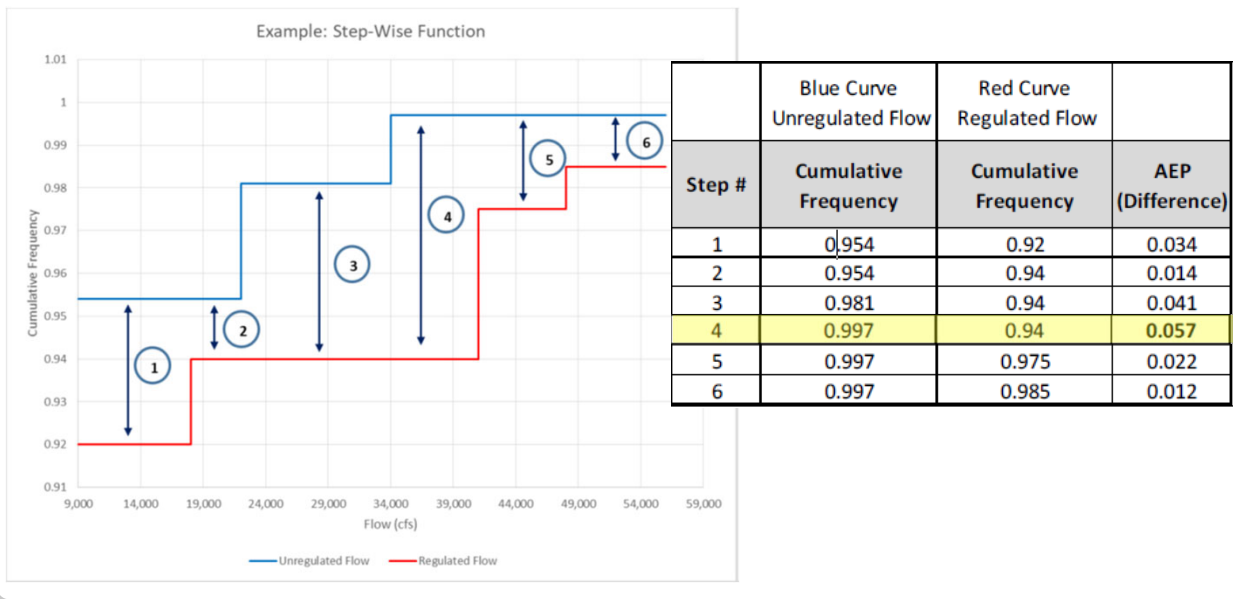 Example: Step-Wise Function
1.01
1
0.99
0.98
0.97
0.96
0.95
0.94
0.93
0.92
0.91
Cumulative Frequency
1
2
3
4
5
6
9,000 14,000 19,000 24,000 29,000 34,000 39,000 44,000 49,000 54,000 59,000
Flow (cfs)
Unregulated Flow Regulated Flow
Blue Curve Red Curve
Unregulated Flow Regulated Flow
Step # Cumulative Cumulative AEP
Frequency Frequency (Difference)
1 0.954 0.92 0.034
2 0.954 0.94 0.014
3 0.981 0.94 0.041
4 0.997 0.94 0.057
5 0.997 0.975 0.022
6 0.997 0.985 0.012